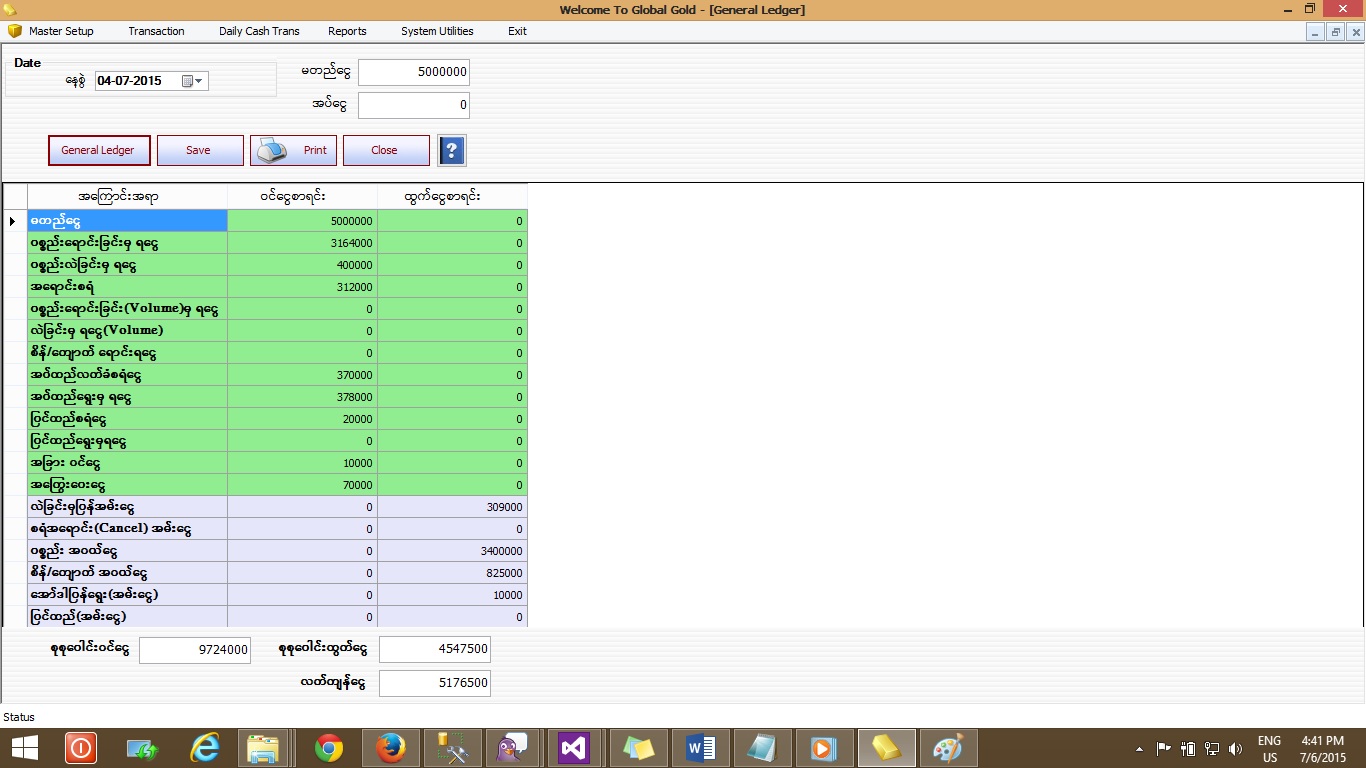 Welcome To Global Gold - [General Ledger]
Master Setup Transaction Daily Cash Trans Reports System Utilities Exit
Date
နေ့စွဲ 04-07-2015
မတည်ငွေ 5000000
အပ်ငွေ 0
General Ledger Save Print Close ?
အကြောင်းအရာ ဝင်ငွေစာရင်း ထွက်ငွေစာရင်း
မတည်ငွေ 5000000 0
ပစ္စည်းရောင်းခြင်းမှ ရငွေ 3164000 0
ပစ္စည်းလဲခြင်းမှ ရငွေ 400000 0
အရောင်းစရံ 312000 0
ပစ္စည်းရောင်းခြင်း(Volume)မှ ရငွေ 0 0
လဲခြင်းမှ ရငွေ(Volume) 0 0
စိန်/ကျောက် ရောင်းရငွေ 0 0
အပ်ထည်လက်ခံစရံငွေ 370000 0
အပ်ထည်ရွေးမှ ရငွေ 378000 0
ပြင်ထည်စရံငွေ 20000 0
ပြင်ထည်ရွေးမှရငွေ 0 0
အခြား ဝင်ငွေ 10000 0
အကြွေးပေးငွေ 70000 0
လဲခြင်းမှပြန်အမ်းငွေ 0 309000
စရံအရောင်း(Cancel) အမ်းငွေ 0 0
ပစ္စည်း အဝယ်ငွေ 0 3400000
စိန်/ကျောက် အဝယ်ငွေ 0 825000
အော်ဒါပြန်ရွေး(အမ်းငွေ) 0 10000
ပြင်ထည်(အမ်းငွေ) 0 0
စုစုပေါင်းဝင်ငွေ 9724000 စုစုပေါင်းထွက်ငွေ 4547500
လက်ကျန်ငွေ 5176500
Status
ENG 4:41 PM
US 7/6/2015